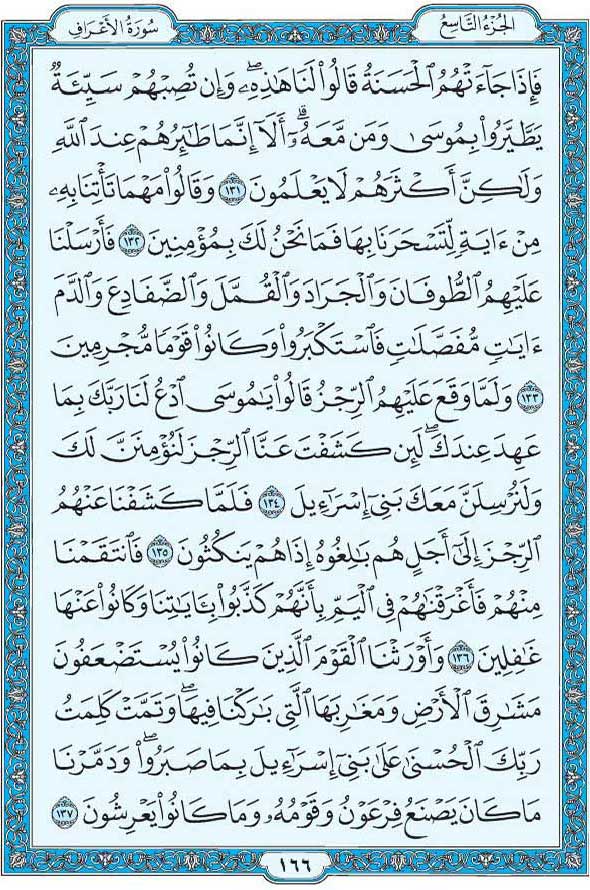 الجُزْءُ التَّاسِعُ
سُورَةُ الأَعْرَافِ
فَإِذَا جَآءَتْهُمُ ٱلْحَسَنَةُ قَالُوا۟ لَنَا هَـٰذِهِۦۖ وَإِن تُصِبْهُمْ سَيِّئَةٌ
يَطَّيَّرُوا۟ بِمُوسَىٰ وَمَن مَّعَهُۥٓۗ أَلَآ إِنَّمَا طَـٰٓئِرُهُمْ عِندَ ٱللَّهِ
وَلَـٰكِنَّ أَكْثَرَهُمْ لَا يَعْلَمُونَ ١٣١ وَقَالُوا۟ مَهْمَا تَأْتِنَا بِهِۦ
مِنْ ءَايَةٍ لِّتَسْحَرَنَا بِهَا فَمَا نَحْنُ لَكَ بِمُؤْمِنِينَ ١٣٢ فَأَرْسَلْنَا
عَلَيْهِمُ ٱلطُّوفَانَ وَٱلْجَرَادَ وَٱلْقُمَّلَ وَٱلضَّفَادِعَ وَٱلدَّمَ
ءَايَـٰتٍ مُّفَصَّلَـٰتٍ فَٱسْتَكْبَرُوا۟ وَكَانُوا۟ قَوْمًا مُّجْرِمِينَ
١٣٣ وَلَمَّا وَقَعَ عَلَيْهِمُ ٱلرِّجْزُ قَالُوا۟ يَـٰمُوسَى ٱدْعُ لَنَا رَبَّكَ بِمَا
عَهِدَ عِندَكَۖ لَئِن كَشَفْتَ عَنَّا ٱلرِّجْزَ لَنُؤْمِنَنَّ لَكَ
وَلَنُرْسِلَنَّ مَعَكَ بَنِىٓ إِسْرَٰٓءِيلَ ١٣٤ فَلَمَّا كَشَفْنَا عَنْهُمُ
ٱلرِّجْزَ إِلَىٰٓ أَجَلٍ هُم بَـٰلِغُوهُ إِذَا هُمْ يَنكُثُونَ ١٣٥ فَٱنتَقَمْنَا
مِنْهُمْ فَأَغْرَقْنَـٰهُمْ فِى ٱلْيَمِّ بِأَنَّهُمْ كَذَّبُوا۟ بِـَٔايَـٰتِنَا وَكَانُوا۟ عَنْهَا
غَـٰفِلِينَ ١٣٦ وَأَوْرَثْنَا ٱلْقَوْمَ ٱلَّذِينَ كَانُوا۟ يُسْتَضْعَفُونَ
مَشَـٰرِقَ ٱلْأَرْضِ وَمَغَـٰرِبَهَا ٱلَّتِى بَـٰرَكْنَا فِيهَاۖ وَتَمَّتْ كَلِمَتُ
رَبِّكَ ٱلْحُسْنَىٰ عَلَىٰ بَنِىٓ إِسْرَٰٓءِيلَ بِمَا صَبَرُوا۟ۖ وَدَمَّرْنَا
مَا كَانَ يَصْنَعُ فِرْعَوْنُ وَقَوْمُهُۥ وَمَا كَانُوا۟ يَعْرِشُونَ ١٣٧
١٦٦